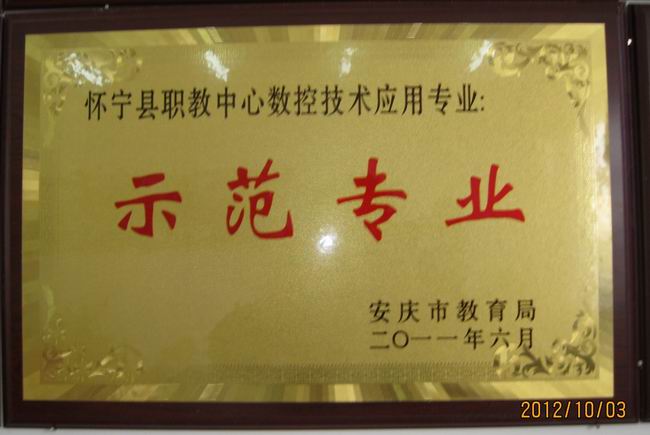 怀宁县职教中心数控技术应用专业:
示范专业
安庆市教育局
二〇一一年六月
2012/10/03